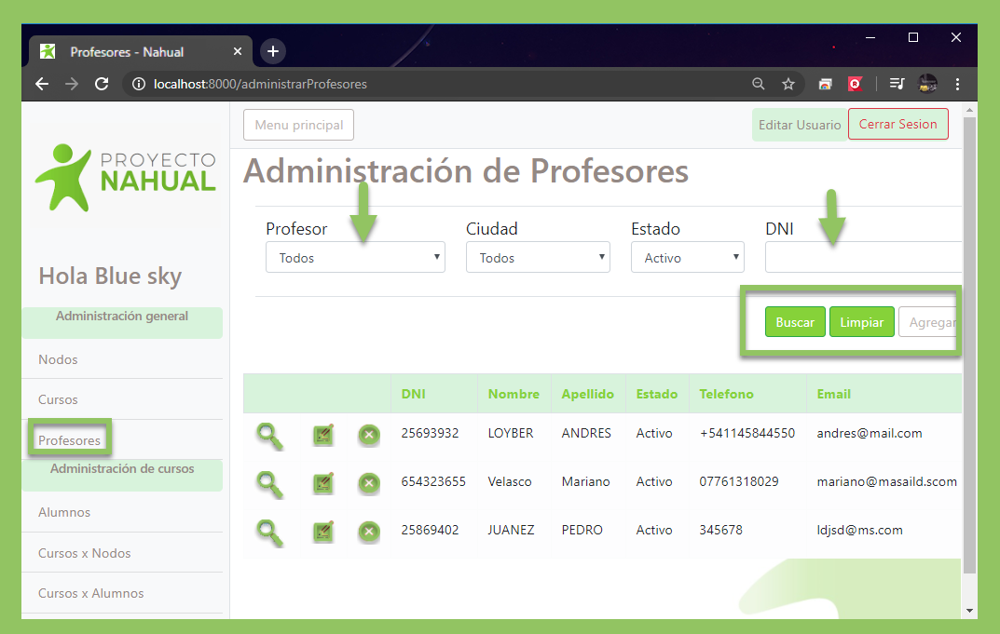 Profesores - Nahual
localhost:8000/administrarProfesores
Menu principal
Editar Usuario
Cerrar Sesion
PROYECTO
NAHUAL
Hola Blue sky
Administración general
Nodos
Cursos
Profesores
Administración de cursos
Alumnos
Cursos x Nodos
Cursos x Alumnos
Administración de Profesores
Profesor Ciudad Estado DNI
Todos Todos Activo
Buscar Limpiar Agregar
DNI Nombre Apellido Estado Telefono Email
25693932 LOYBER ANDRES Activo +541145844550 andres@mail.com
654323655 Velasco Mariano Activo 07761318029 mariano@masaild.scom
25869402 JUANEZ PEDRO Activo 345678 ldjsd@ms.com